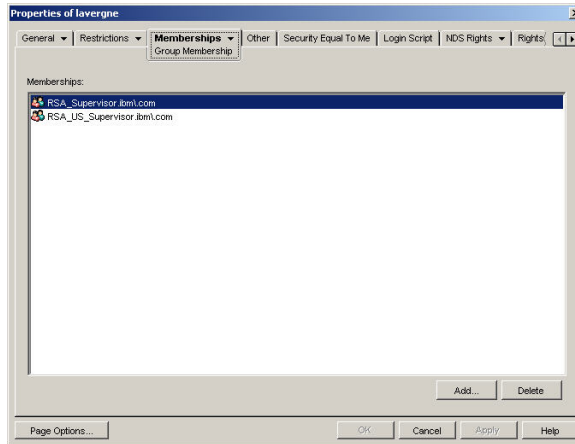 Properties of lavergne
General Restrictions Memberships Other Security Equal To Me Login Script NDS Rights Rights
Group Membership
Memberships:
RSA_Supervisor.ibm\.com
RSA_US_Supervisor.ibm\.com
Add... Delete
Page Options... OK Cancel Apply Help